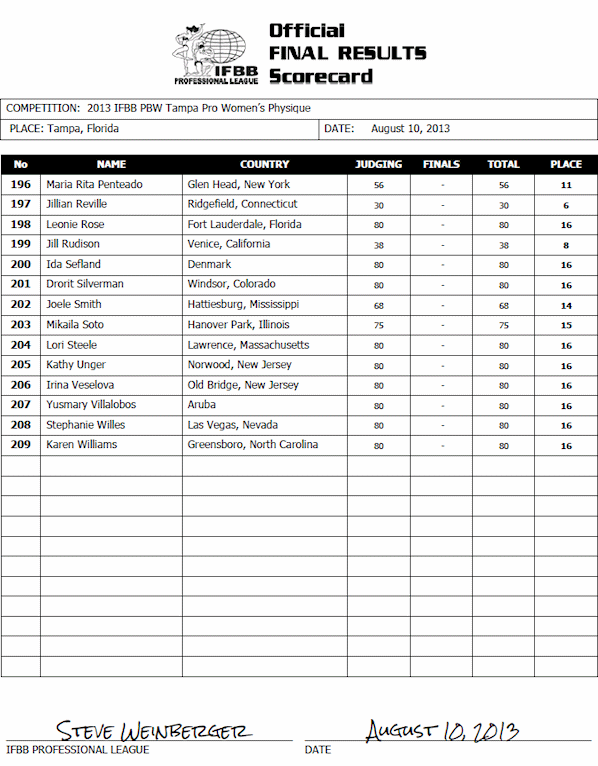 Official
FINAL RESULTS
Scorecard
IFBB
PROFESSIONAL LEAGUE
COMPETITION: 2013 IFBB PBW Tampa Pro Women's Physique
PLACE: Tampa, Florida DATE: August 10, 2013
No NAME COUNTRY JUDGING FINALS TOTAL PLACE
196 Maria Rita Penteado Glen Head, New York 56 - 56 11
197 Jillian Reville Ridgefield, Connecticut 30 - 30 6
198 Leonie Rose Fort Lauderdale, Florida 80 - 80 16
199 Jill Rudison Venice, California 38 - 38 8
200 Ida Sefland Denmark 80 - 80 16
201 Drorit Silverman Windsor, Colorado 80 - 80 16
202 Joele Smith Hattiesburg, Mississippi 68 - 68 14
203 Mikaila Soto Hanover Park, Illinois 75 - 75 15
204 Lori Steele Lawrence, Massachusetts 80 - 80 16
205 Kathy Unger Norwood, New Jersey 80 - 80 16
206 Irina Veselova Old Bridge, New Jersey 80 - 80 16
207 Yusmary Villalobos Aruba 80 - 80 16
208 Stephanie Willes Las Vegas, Nevada 80 - 80 16
209 Karen Williams Greensboro, North Carolina 80 - 80 16
STEVE WEINBERGER AUGUST 10, 2013
IFBB PROFESSIONAL LEAGUE DATE